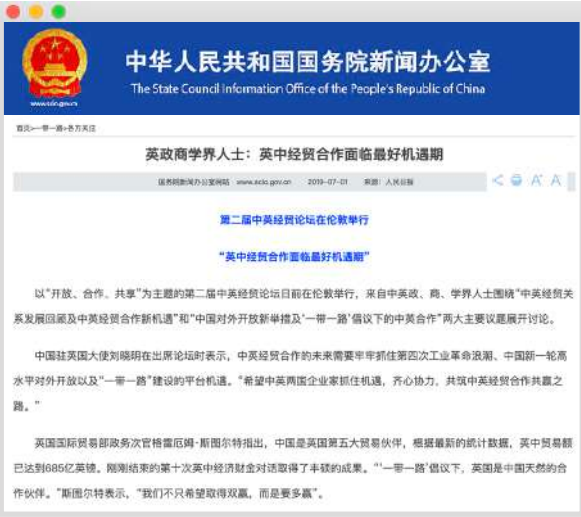 中华人民共和国国务院新闻办公室
The State Council Information Office of the People's Republic of China
www.scio.gov.cn
首页>一带一路>各方关注
英政商学界人士：英中经贸合作面临最好机遇期
国务院新闻办公室网站 www.scio.gov.cn 2019-07-01 来源：人民日报
A+ A-
第二届中英经贸论坛在伦敦举行
“英中经贸合作面临最好机遇期”
以“开放、合作、共享”为主题的第二届中英经贸论坛日前在伦敦举行，来自中英政、商、学界人士围绕“中英经贸关
系发展回顾及中英经贸合作新机遇”和“中国对外开放新举措及‘一带一路’倡议下的中英合作”两大主要议题展开讨论。
中国驻英国大使刘晓明在出席论坛时表示，中英经贸合作的未来需要牢牢抓住第四次工业革命浪潮、中国新一轮高
水平对外开放以及“一带一路”建设的平台机遇。“希望中英两国企业家抓住机遇，齐心协力，共筑中英经贸合作共赢之
路。”
英国国际贸易部政务次官格雷厄姆·斯图尔特指出，中国是英国第五大贸易伙伴，根据最新的统计数据，英中贸易额
已达到685亿英镑。刚刚结束的第十次英中经济财金对话取得了丰硕的成果。“‘一带一路’倡议下，英国是中国天然的合
作伙伴。”斯图尔特表示，“我们不只希望取得双赢，而是要多赢”。